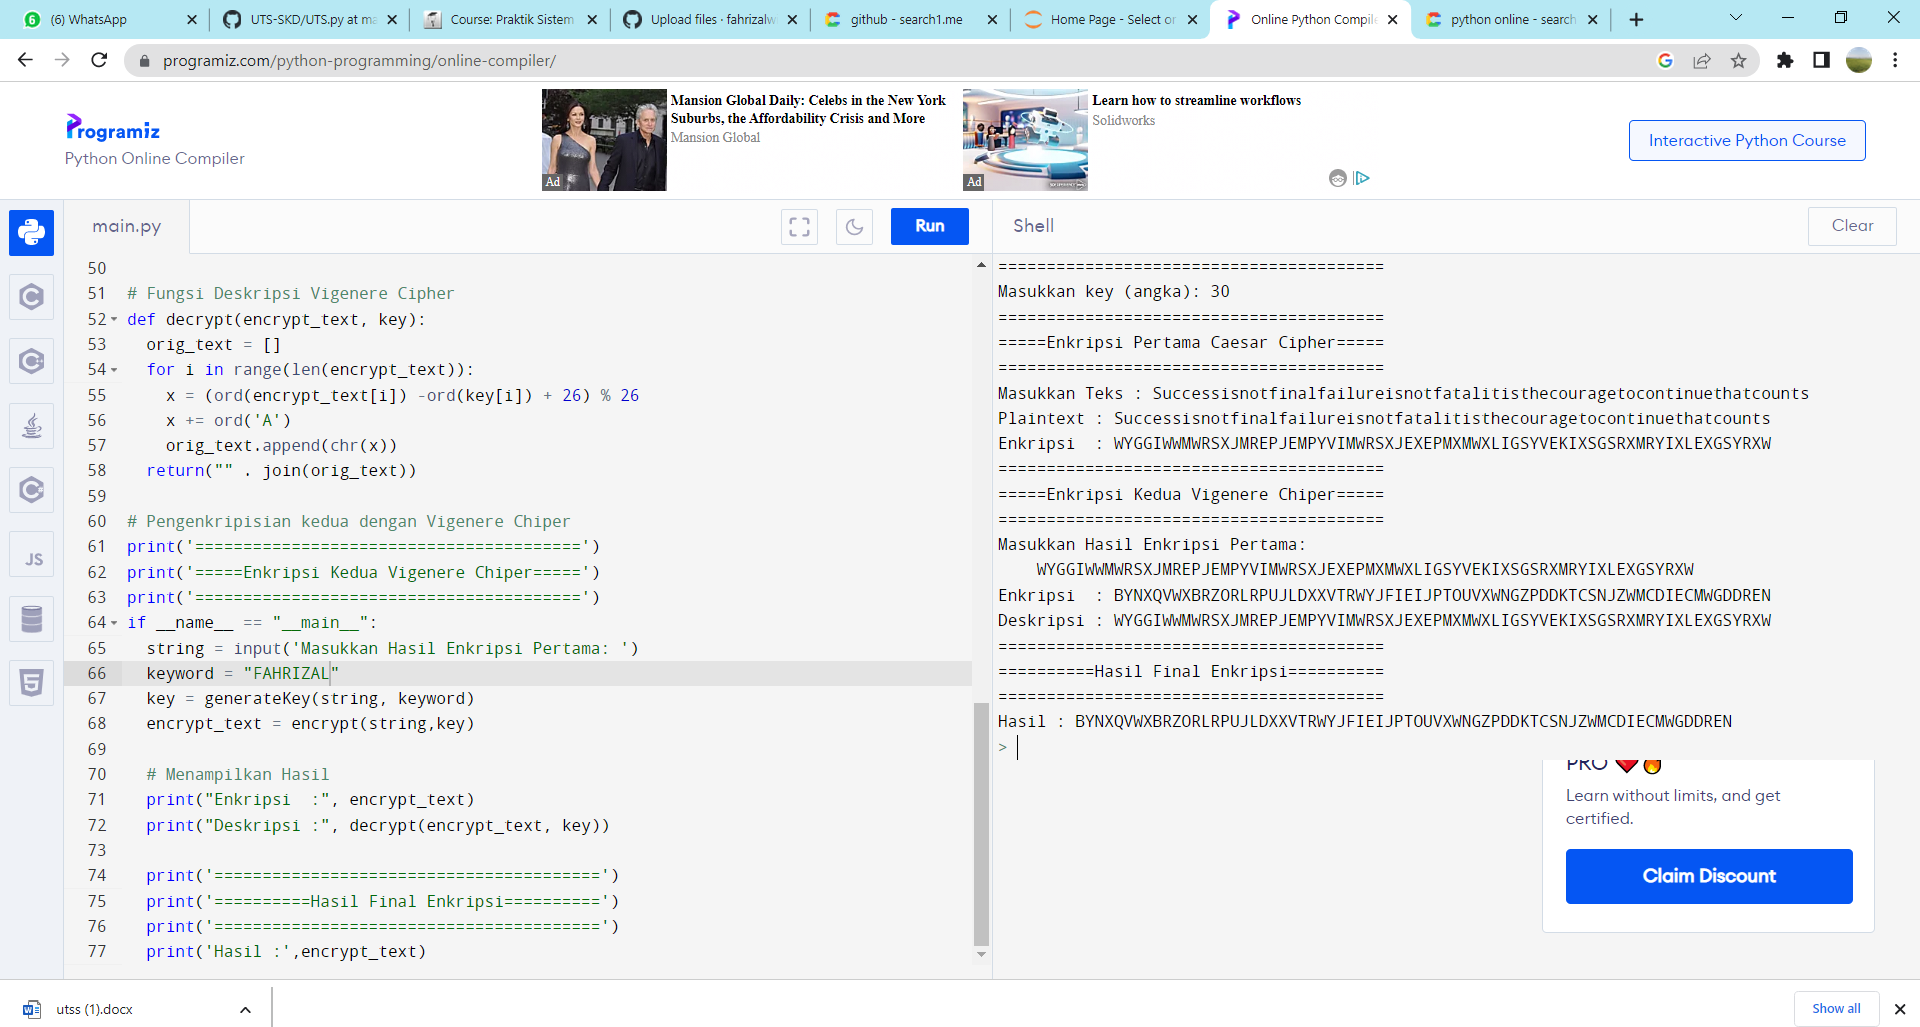 (6) WhatsApp
UTS-SKD/UTS.py at ma
Course: Praktik Sistem
Upload files · fahrizalw
github - search1.me
Home Page - Select or
Online Python Compile
python online - search
programiz.com/python-programming/online-compiler/
Programiz
Python Online Compiler
Mansion Global Daily: Celebs in the New York
Suburbs, the Affordability Crisis and More
Mansion Global
Ad
Learn how to streamline workflows
Solidworks
Ad
Interactive Python Course
main.py
Run
Shell
Clear
JS
50
51 # Fungsi Deskripsi Vigenere Cipher
52 def decrypt(encrypt_text, key):
53   orig_text = []
54   for i in range(len(encrypt_text)):
55     x = (ord(encrypt_text[i]) -ord(key[i]) + 26) % 26
56     x += ord('A')
57     orig_text.append(chr(x))
58   return("" . join(orig_text))
59
60 # Pengenkripisian kedua dengan Vigenere Chiper
61 print('========================================')
62 print('=====Enkripsi Kedua Vigenere Chiper=====')
63 print('========================================')
64 if __name__ == "__main__":
65   string = input('Masukkan Hasil Enkripsi Pertama: ')
66   keyword = "FAHRIZAL"
67   key = generateKey(string, keyword)
68   encrypt_text = encrypt(string,key)
69
70   # Menampilkan Hasil
71   print("Enkripsi  :", encrypt_text)
72   print("Deskripsi :", decrypt(encrypt_text, key))
73
74   print('========================================')
75   print('==========Hasil Final Enkripsi==========')
76   print('========================================')
77   print('Hasil :',encrypt_text)
========================================
Masukkan key (angka): 30
========================================
=====Enkripsi Pertama Caesar Cipher=====
========================================
Masukkan Teks : Successisnotfinalfailureisnotfatalitisthecouragetocontinuethatcounts
Plaintext : Successisnotfinalfailureisnotfatalitisthecouragetocontinuethatcounts
Enkripsi  : WYGGIWWMWRSXJMREPJEMPYVIMWRSXJEXEPMXMWXLIGSYVEKIXSGSRXMRYIXLEXGSYRXW
========================================
=====Enkripsi Kedua Vigenere Chiper=====
========================================
Masukkan Hasil Enkripsi Pertama:
WYGGIWWMWRSXJMREPJEMPYVIMWRSXJEXEPMXMWXLIGSYVEKIXSGSRXMRYIXLEXGSYRXW
Enkripsi  : BYNXQVWXBRZORLRPUJLDXXVTRWYJFIEIJPTOUVXWNGZPDDKTCSNJZWMCDIECMWGDDREN
Deskripsi : WYGGIWWMWRSXJMREPJEMPYVIMWRSXJEXEPMXMWXLIGSYVEKIXSGSRXMRYIXLEXGSYRXW
========================================
==========Hasil Final Enkripsi==========
========================================
Hasil : BYNXQVWXBRZORLRPUJLDXXVTRWYJFIEIJPTOUVXWNGZPDDKTCSNJZWMCDIECMWGDDREN
>
PRO ❤️🔥
Learn without limits, and get
certified.
Claim Discount
utss (1).docx
Show all